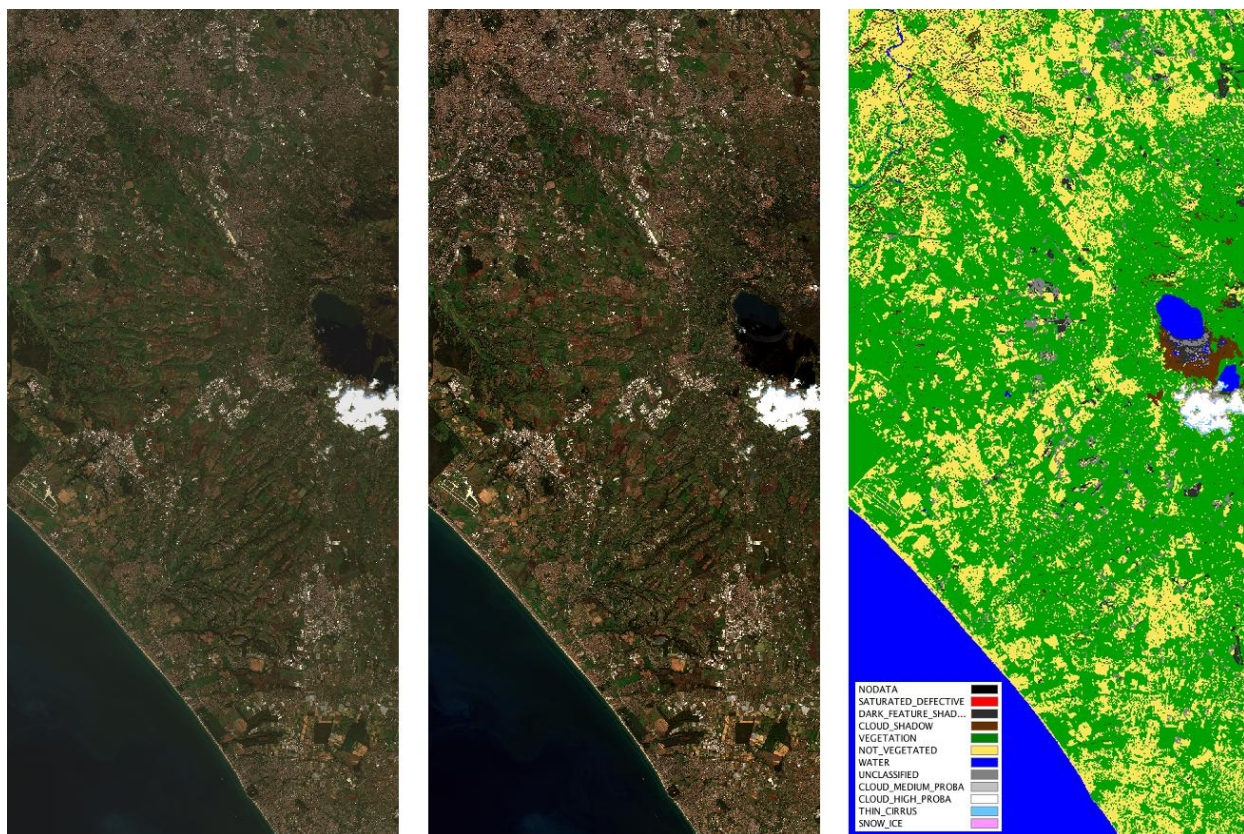 NODATA
SATURATED_DEFECTIVE
DARK_FEATURE_SHAD...
CLOUD_SHADOW
VEGETATION
NOT_VEGETATED
WATER
UNCLASSIFIED
CLOUD_MEDIUM_PROBA
CLOUD_HIGH_PROBA
THIN_CIRRUS
SNOW_ICE